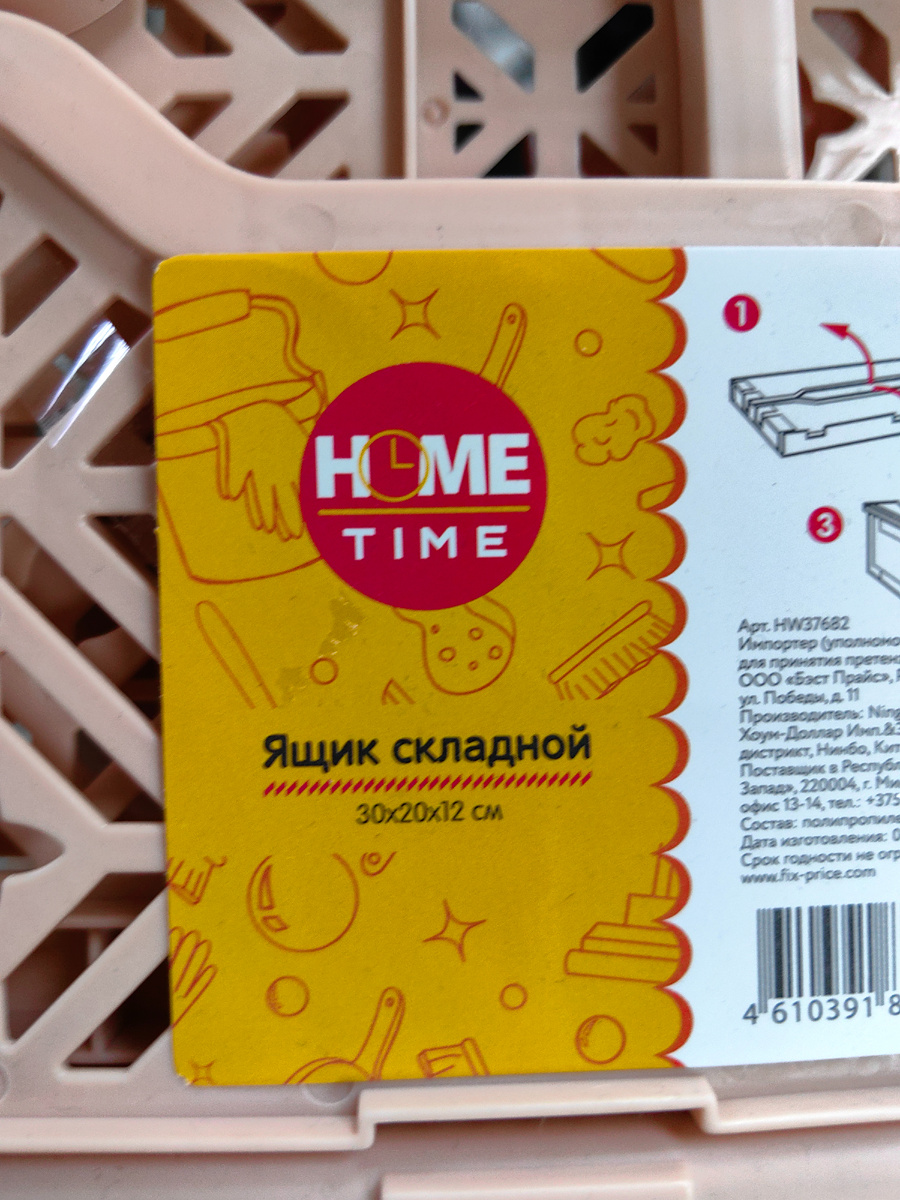 HOME
TIME
Ящик складной
30x20x12 см
1
3
Арт. HW37682
Импортер (уполномо
для принятия претен
ООО «Бэст Прайс»,
ул. Победы, д. 11
Производитель: Ning
Хоум-Доллар Имп.&
дистрикт, Нинбо, Кит
Поставщик в Республ
Запад», 220004, г. Ми
офис 13-14, тел.: +375
Состав: полипропиле
Дата изготовления: 0
Срок годности не огр
www.fix-price.com
4 610391 8